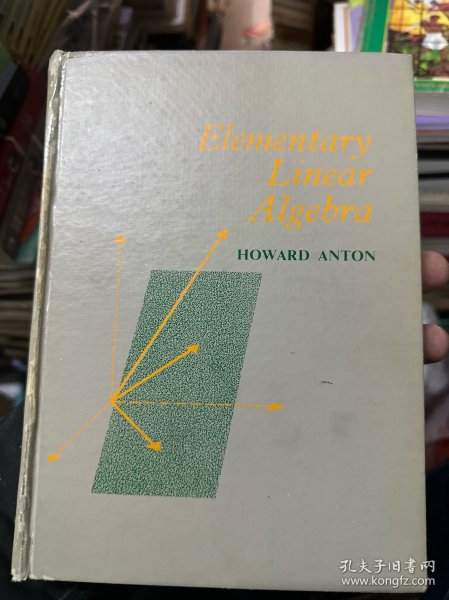 Elementary
Linear
Algebra
HOWARD ANTON
孔夫子旧书网
www.kongfz.com